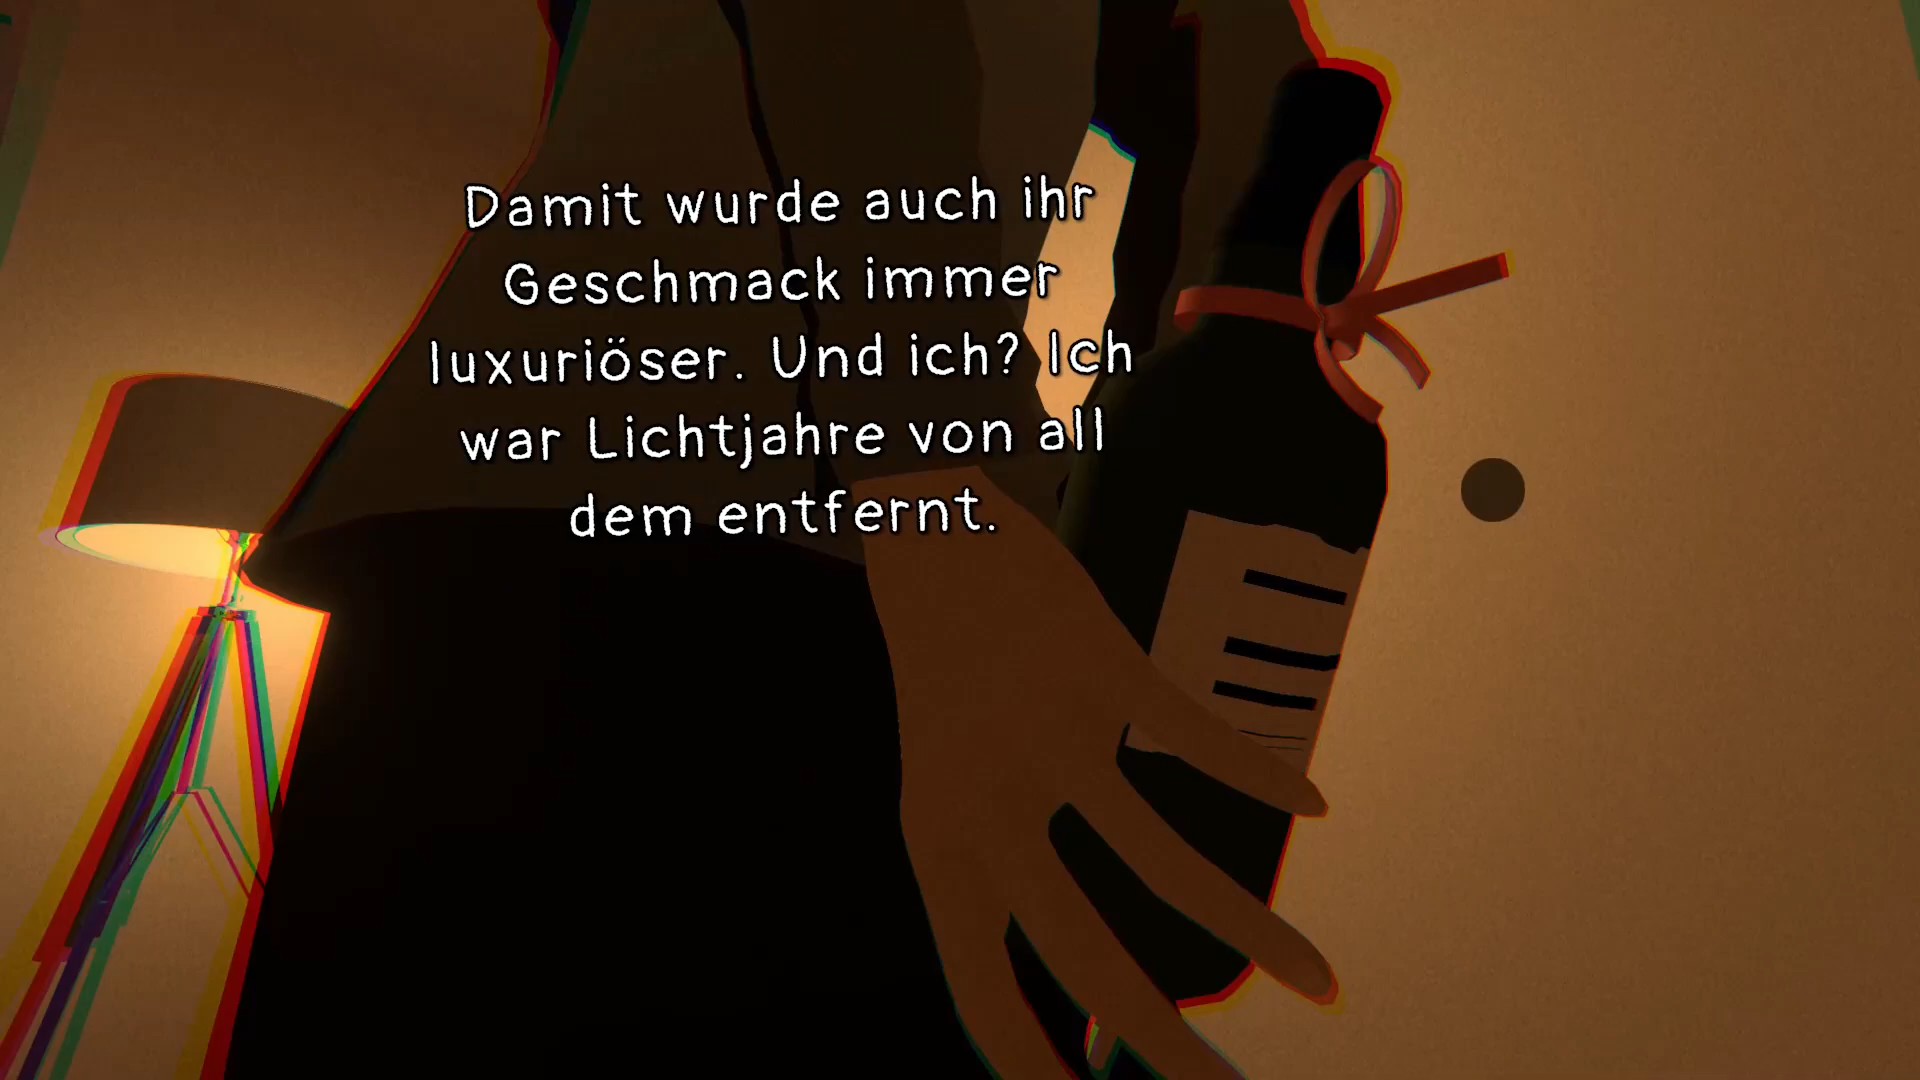 Damit wurde auch ihr
Geschmack immer
luxuriöser. Und ich? Ich
war Lichtjahre von all
dem entfernt.